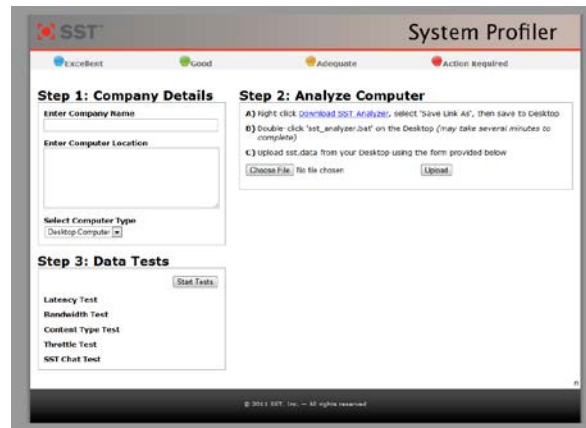 SST
System Profiler
Excellent
Good
Adequate
Action Required
Step 1: Company Details
Enter Company Name
Enter Computer Location
Select Computer Type
Desktop Computer
Step 2: Analyze Computer
A) Right click Download SST Analyzer, select 'Save Link As', then save to Desktop
B) Double-click 'sst_analyzer.bat' on the Desktop (may take several minutes to
complete)
C) Upload sst.data from your Desktop using the form provided below
Choose File No file chosen
Upload
Step 3: Data Tests
Start Tests
Latency Test
Bandwidth Test
Content Type Test
Throttle Test
SST Chat Test
n
© 2011 SST, Inc. — All rights reserved